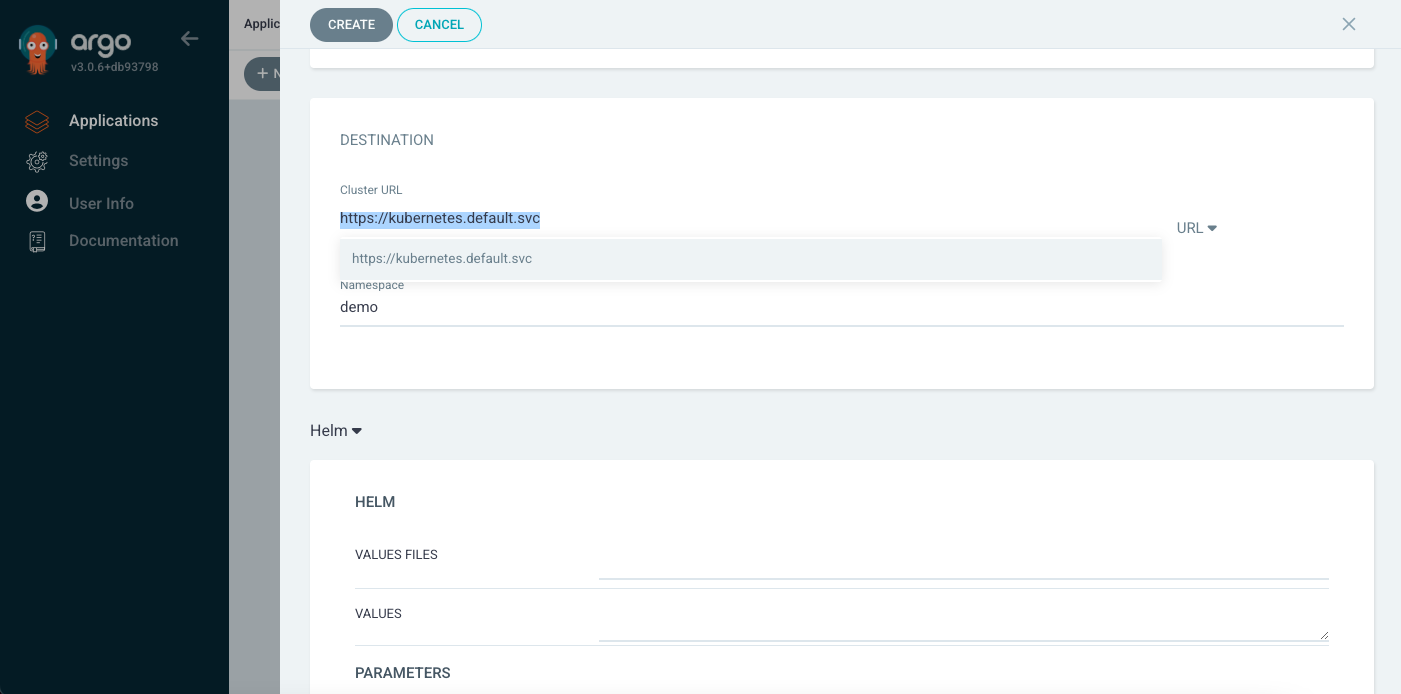 argo
v3.0.6+db93798
Applications
Settings
User Info
Documentation
Applic
+ N
CREATE
CANCEL
DESTINATION
Cluster URL
https://kubernetes.default.svc
URL
https://kubernetes.default.svc
Namespace
demo
Helm
HELM
VALUES FILES
VALUES
PARAMETERS